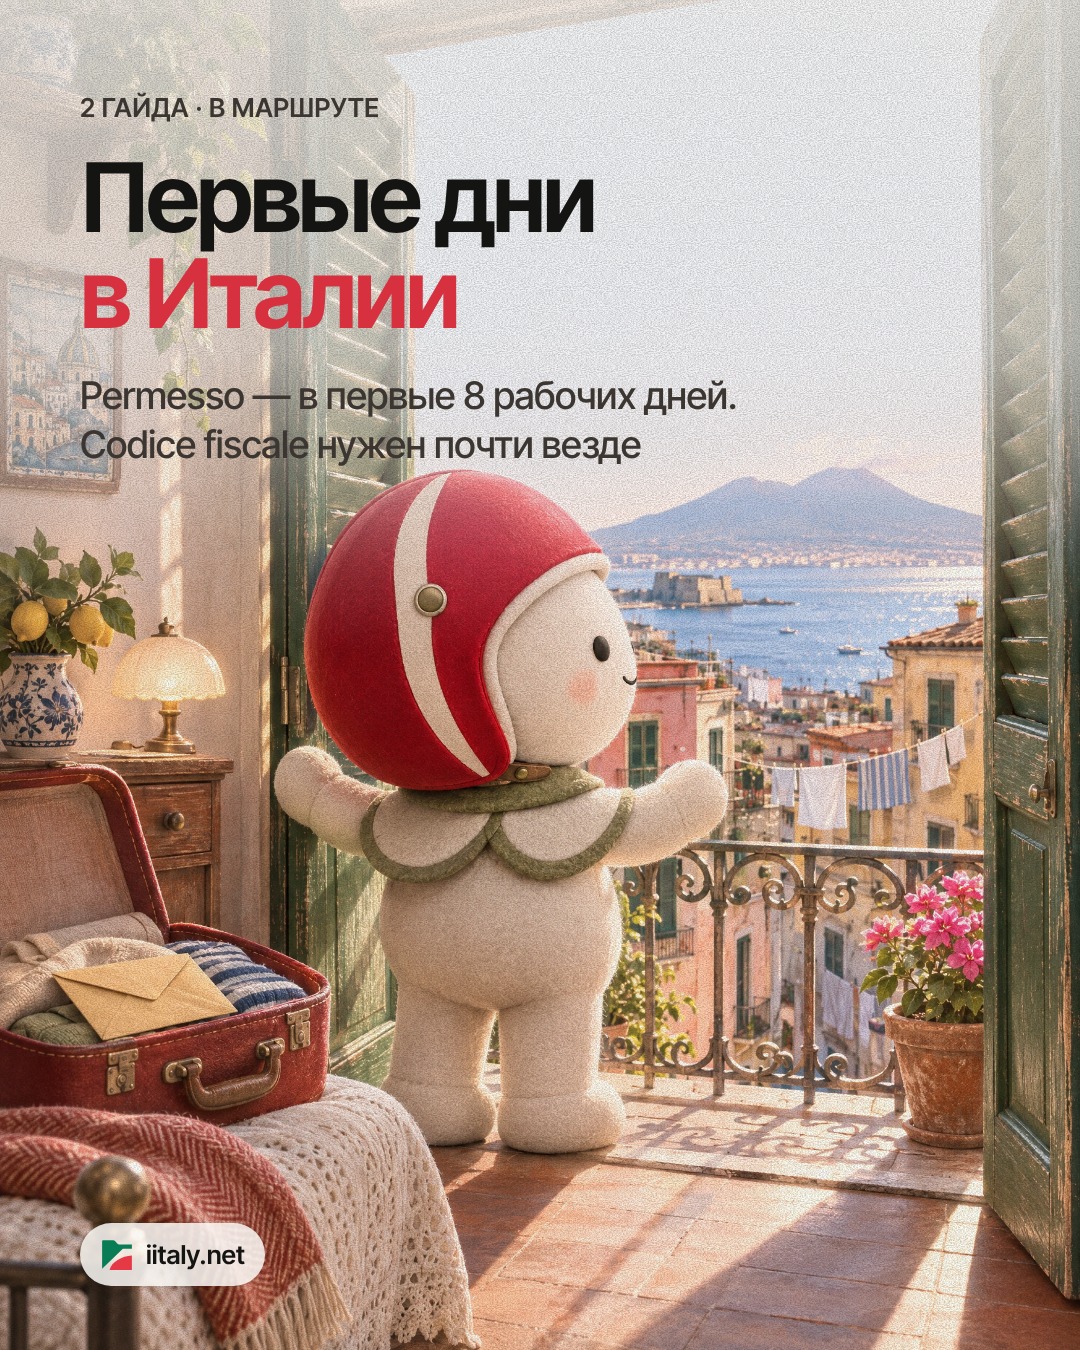 2 ГАЙДА · В МАРШРУТЕ
Первые дни
в Италии
Permesso — в первые 8 рабочих дней.
Codice fiscale нужен почти везде
iitaly.net